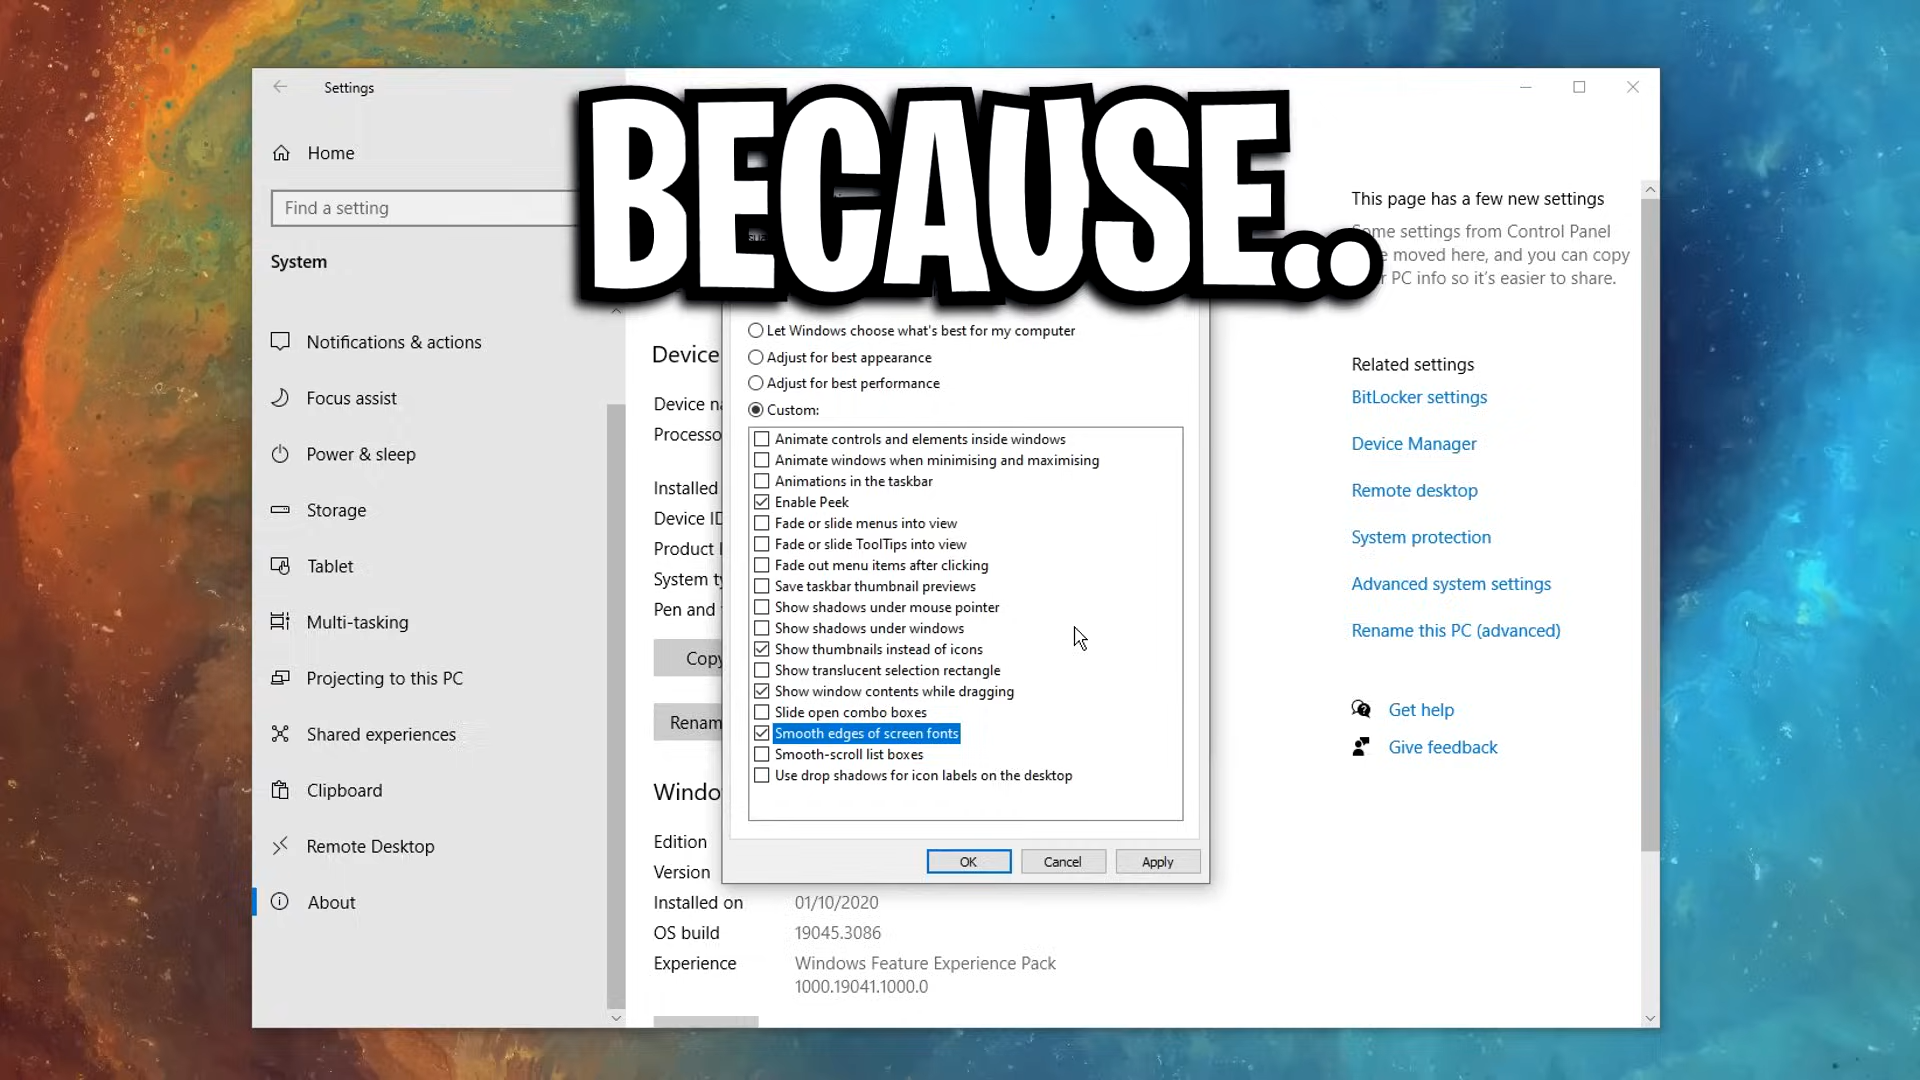 Settings
BECAUSE..
Home
Find a setting
System
Notifications & actions
Focus assist
Power & sleep
Storage
Tablet
Multi-tasking
Projecting to this PC
Shared experiences
Clipboard
Remote Desktop
About
Device
Device
Installed
Device ID
Product
System
Pen and
Copy
Windo
Edition
Version
Installed on
01/10/2020
OS build
19045.3086
Experience
Windows Feature Experience Pack
1000.19041.1000.0
Let Windows choose what's best for my computer
Adjust for best appearance
Adjust for best performance
Custom:
Animate controls and elements inside windows
Animate windows when minimising and maximising
Animations in the taskbar
Enable Peek
Fade or slide menus into view
Fade or slide ToolTips into view
Fade out menu items after clicking
Save taskbar thumbnail previews
Show shadows under mouse pointer
Show shadows under windows
Show thumbnails instead of icons
Show translucent selection rectangle
Show window contents while dragging
Slide open combo boxes
Smooth edges of screen fonts
Smooth-scroll list boxes
Use drop shadows for icon labels on the desktop
OK
Cancel
Apply
This page has a few new settings
Some settings from Control Panel
moved here, and you can copy
PC info so it's easier to share.
Related settings
BitLocker settings
Device Manager
Remote desktop
System protection
Advanced system settings
Rename this PC (advanced)
Get help
Give feedback